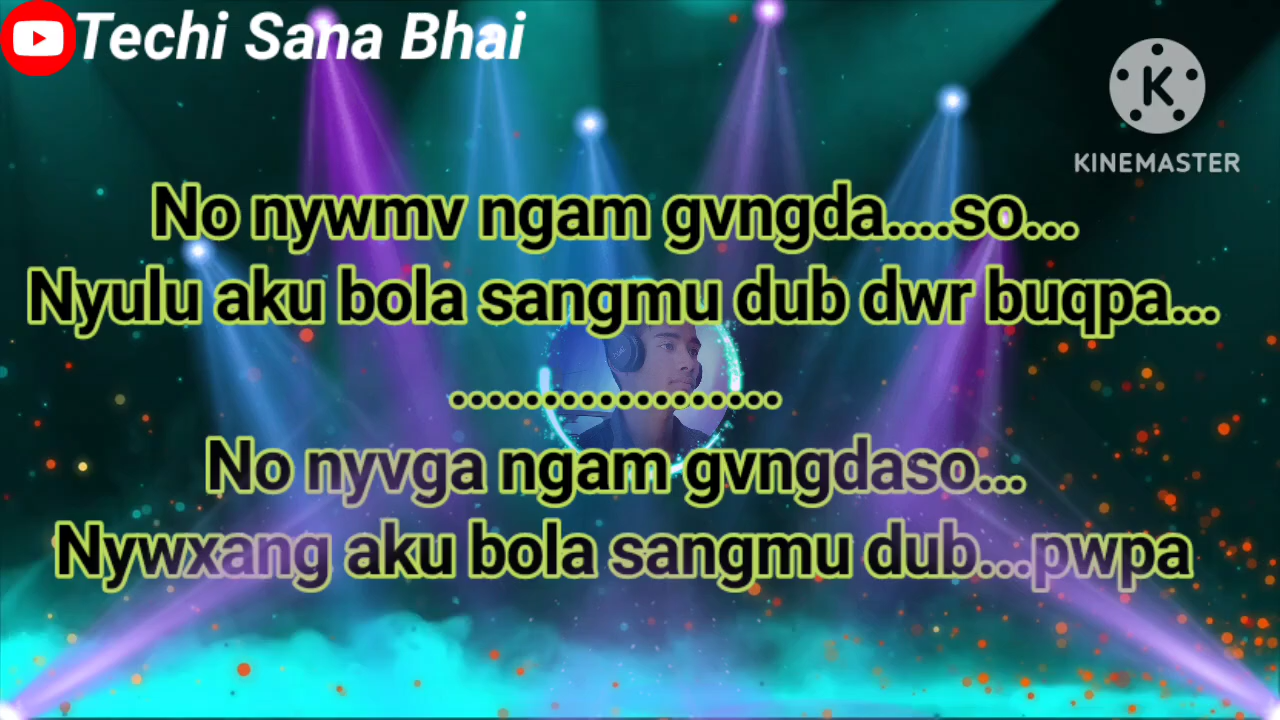 Techi Sana Bhai
KINEMASTER
No nywmv ngam gvngda....so...
Nyulu aku bola sangmu dub dwr buqpa...
..................
No nyvga ngam gvngdaso...
Nywxang aku bola sangmu dub...pwpa